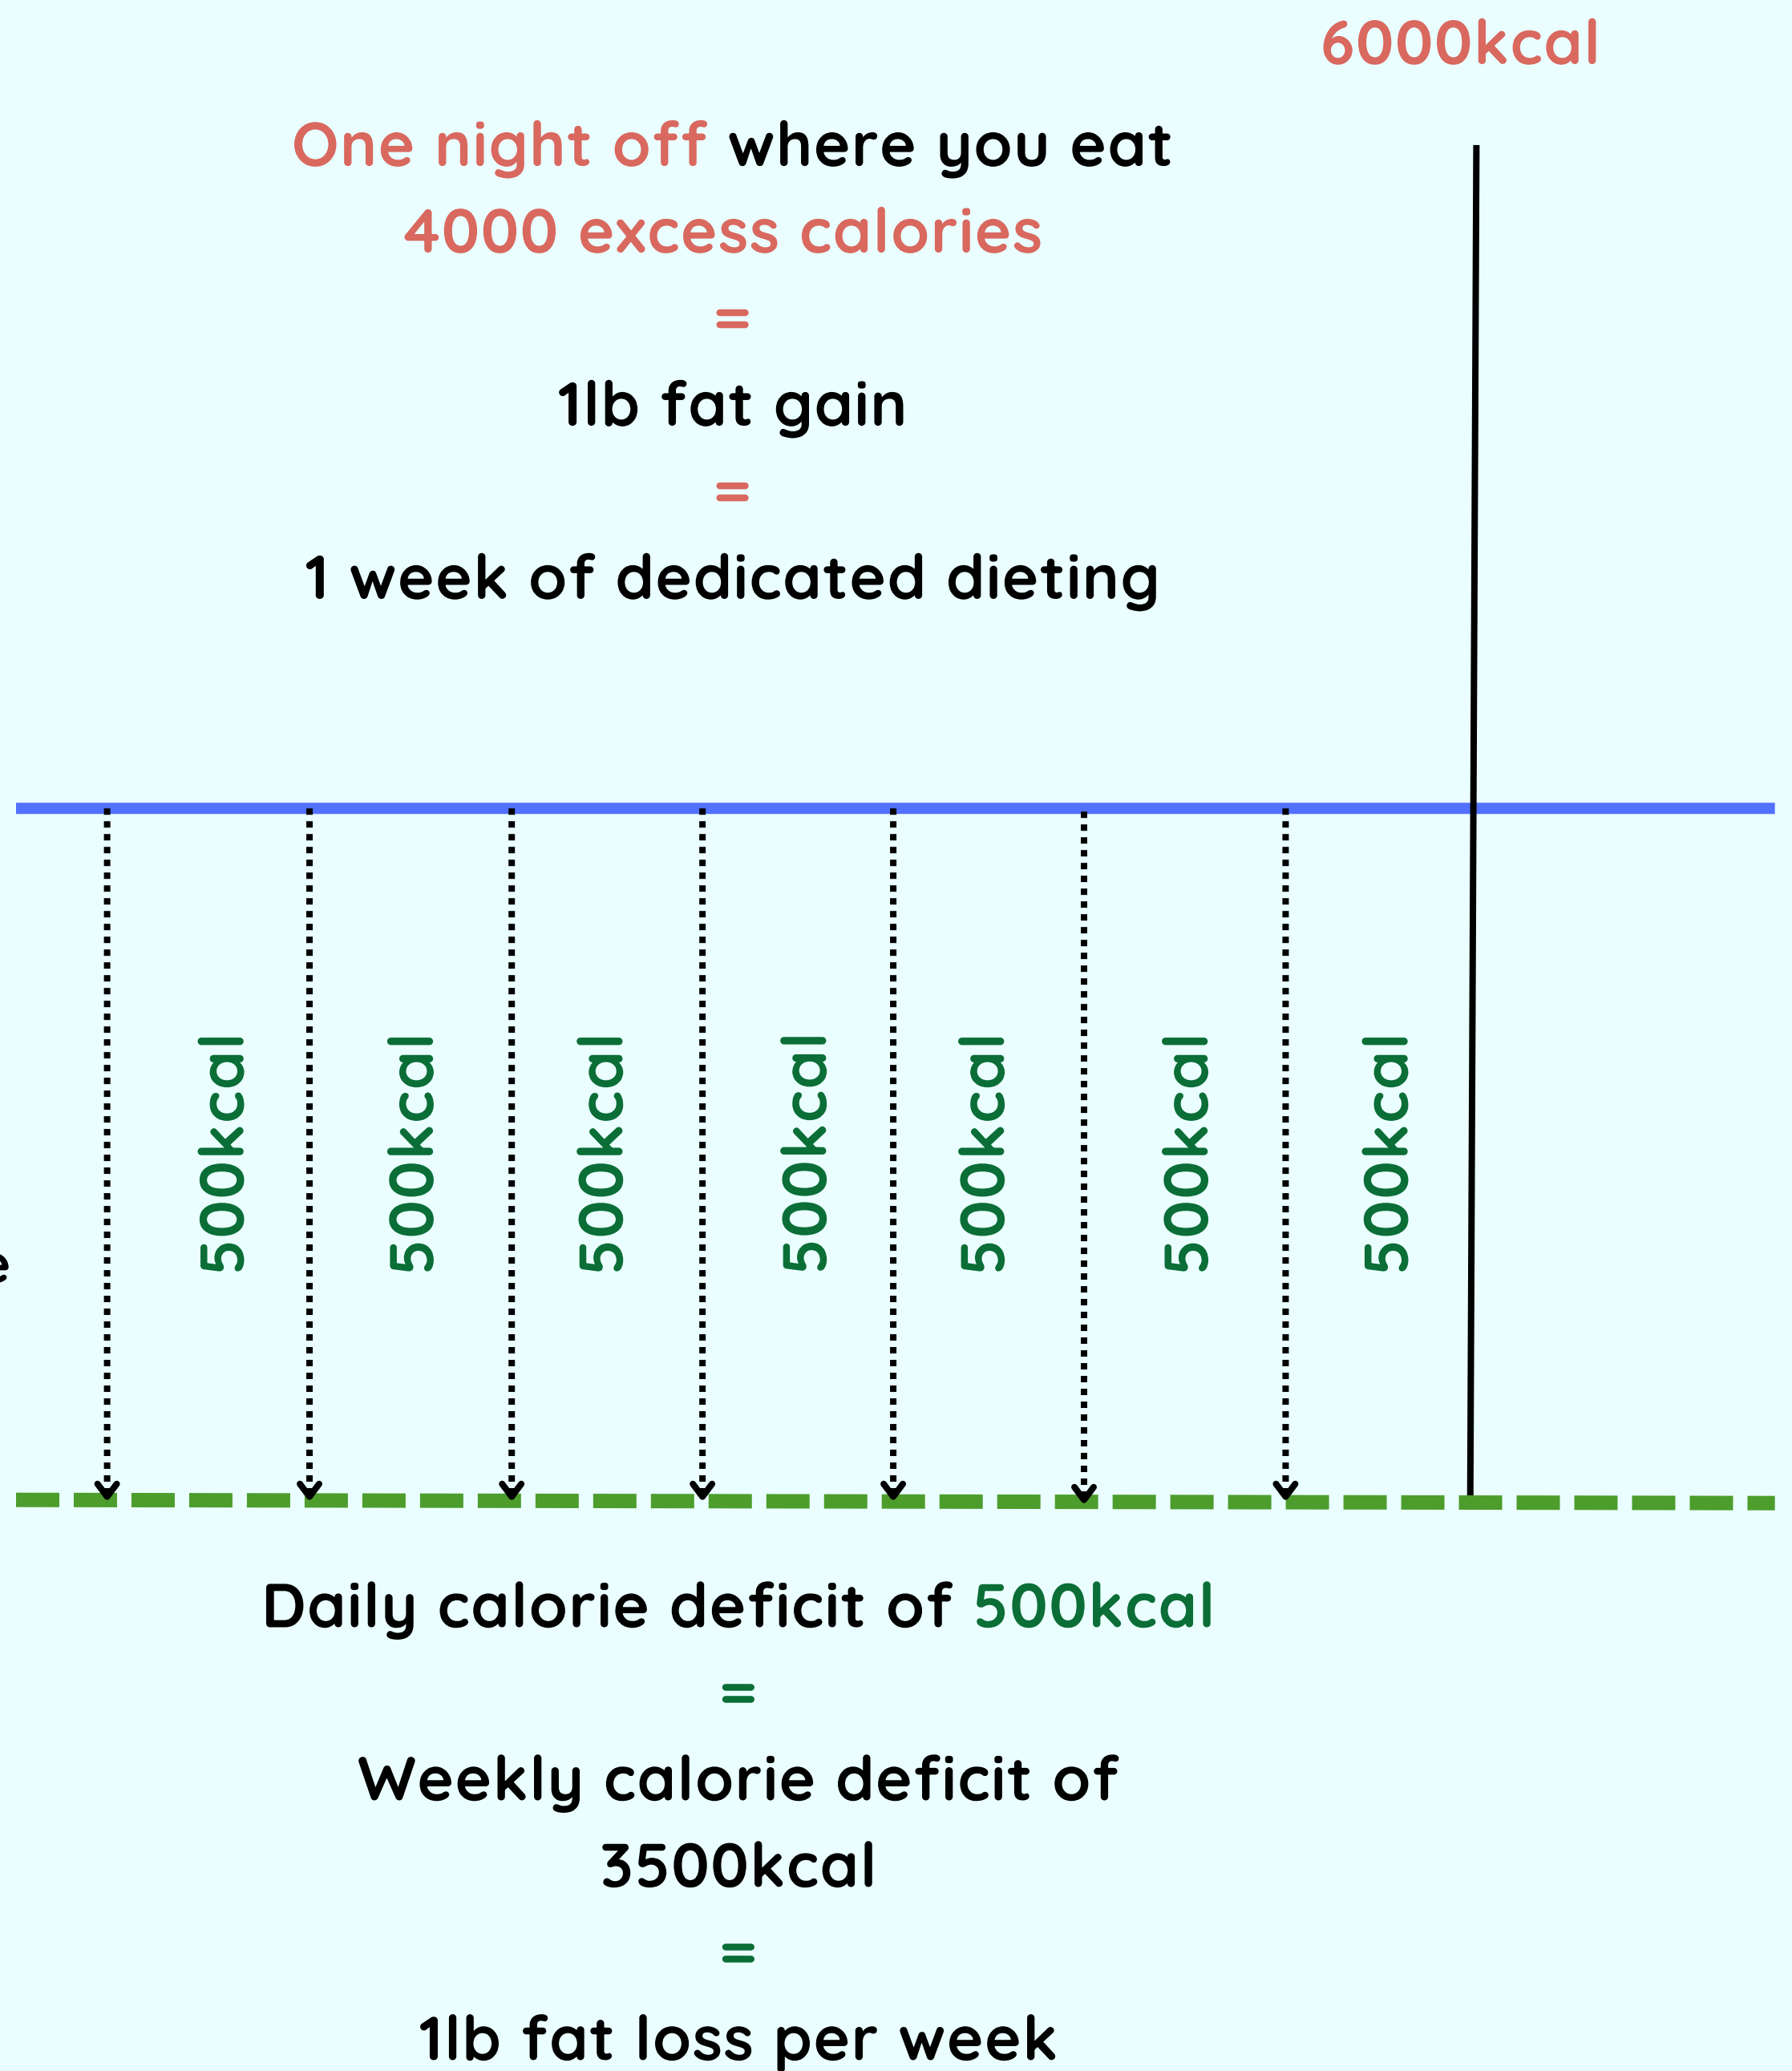 6000kcal
One night off where you eat
4000 excess calories
=
1lb fat gain
=
1 week of dedicated dieting
500kcal
500kcal
500kcal
500kcal
500kcal
500kcal
500kcal
Daily calorie deficit of 500kcal
=
Weekly calorie deficit of
3500kcal
=
1lb fat loss per week